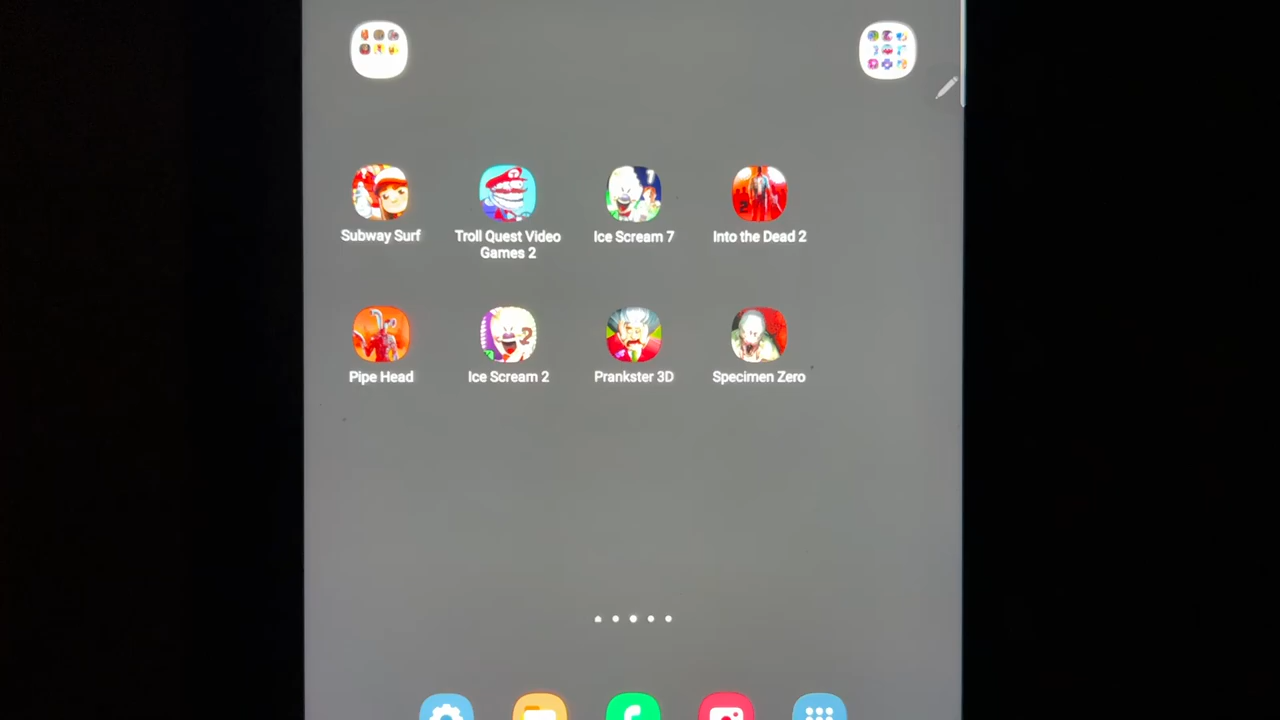 Subway Surf
Troll Quest Video
Games 2
Ice Scream 7
Into the Dead 2
Pipe Head
Ice Scream 2
Prankster 3D
Specimen Zero